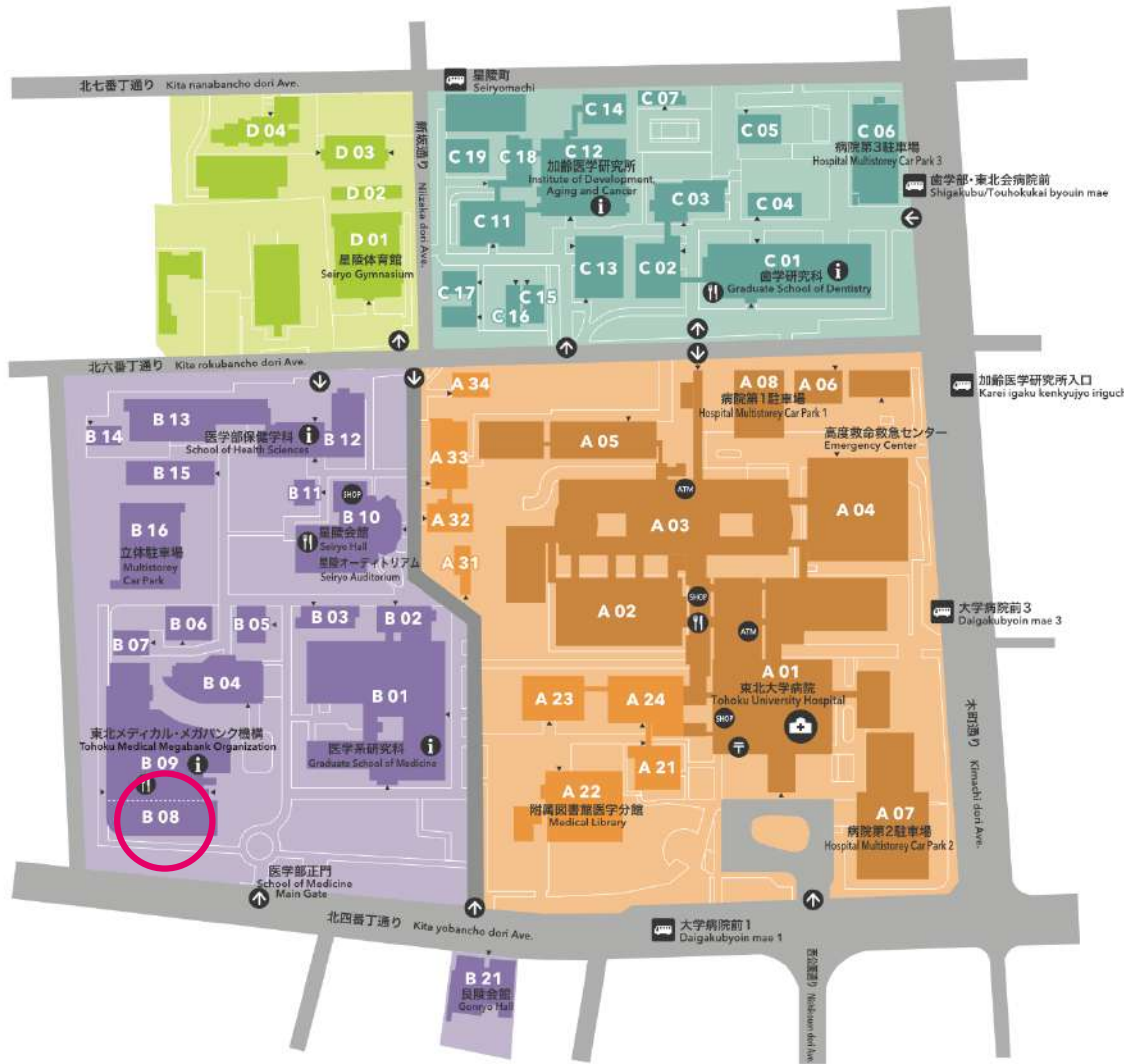 北七番丁通り Kita nanabancho dori Ave.
星陵町
Seiryomachi
新坂通り Niizaka dori Ave.
D 04
D 03
D 02
D 01
星陵体育館
Seiryo Gymnasium
C 14
C 07
C 05
C 06
病院第3駐車場
Hospital Multistorey Car Park 3
歯学部・東北会病院前
Shigakubu/Touhokukai byouin mae
C 19
C 18
C 12
加齢医学研究所
Institute of Development,
Aging and Cancer
C 03
C 04
C 11
C 13
C 02
C 01
歯学研究科
Graduate School of Dentistry
C 17
C 15
C 16
北六番丁通り Kita rokubancho dori Ave.
加齢医学研究所入口
Karei igaku kenkyujyo iriguch
A 34
A 08
A 06
病院第1駐車場
Hospital Multistorey Car Park 1
高度救命救急センター
Emergency Center
B 14
B 13
医学部保健学科
School of Health Sciences
B 12
A 33
A 05
B 15
B 11
SHOP
B 10
A 32
ATM
A 03
A 04
B 16
立体駐車場
Multistorey
Car Park
星陵会館
Seiryo Hall
星陵オーディトリアム
Seiryo Auditorium
A 31
A 02
SHOP
ATM
大学病院前3
Daigakubyoin mae 3
B 07
B 06
B 05
B 03
B 02
B 04
B 01
A 23
A 24
A 01
東北大学病院
Tohoku University Hospital
SHOP
〒
東北メディカル・メガバンク機構
Tohoku Medical Megabank Organization
B 09
医学系研究科
Graduate School of Medicine
A 21
A 22
附属図書館医学分館
Medical Library
木町通り Kimachi dori Ave.
B 08
A 07
病院第2駐車場
Hospital Multistorey Car Park 2
医学部正門
School of Medicine
Main Gate
北四番丁通り Kita yobancho dori Ave.
大学病院前1
Daigakubyoin mae 1
B 21
艮陵会館
Gonryo Hall